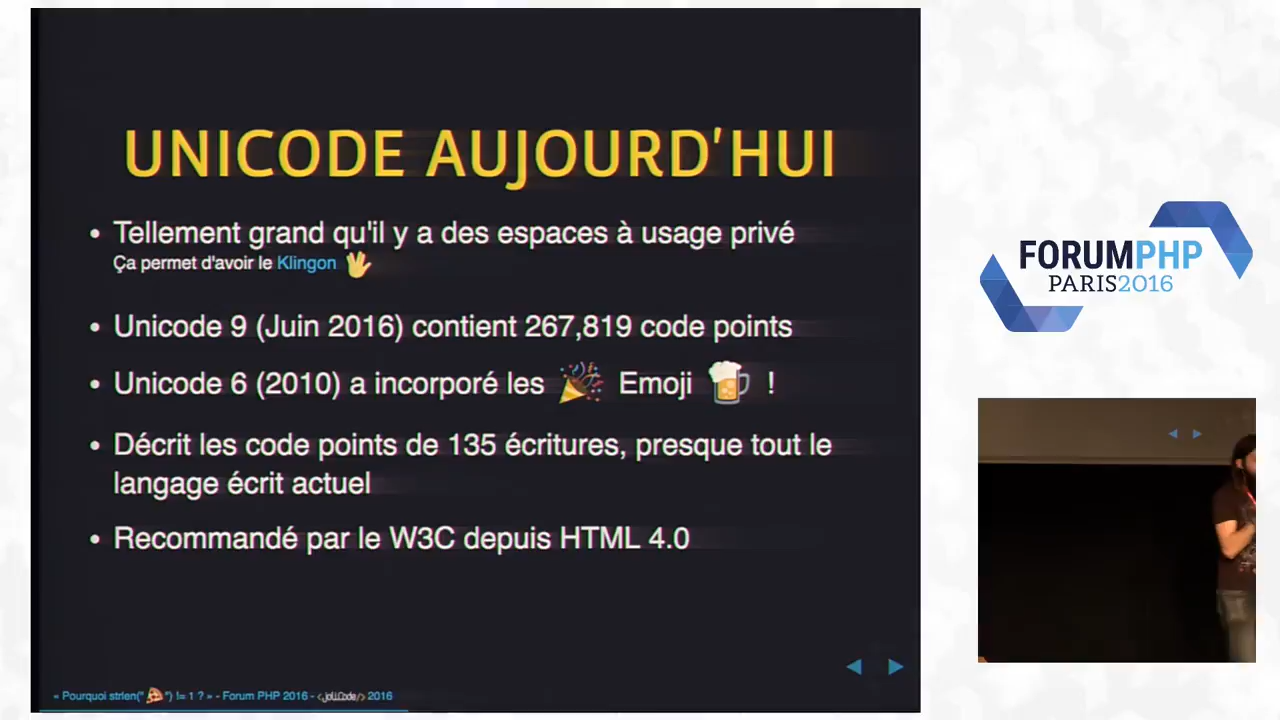 UNICODE AUJOURD'HUI
• Tellement grand qu'il y a des espaces à usage privé
Ça permet d'avoir le Klingon 🖖
• Unicode 9 (Juin 2016) contient 267,819 code points
• Unicode 6 (2010) a incorporé les 🎉 Emoji 🍺 !
• Décrit les code points de 135 écritures, presque tout le
langage écrit actuel
• Recommandé par le W3C depuis HTML 4.0
« Pourquoi strlen("🍕") != 1 ? » - Forum PHP 2016 - <JoliCode/> 2016
FORUMPHP
PARIS2016